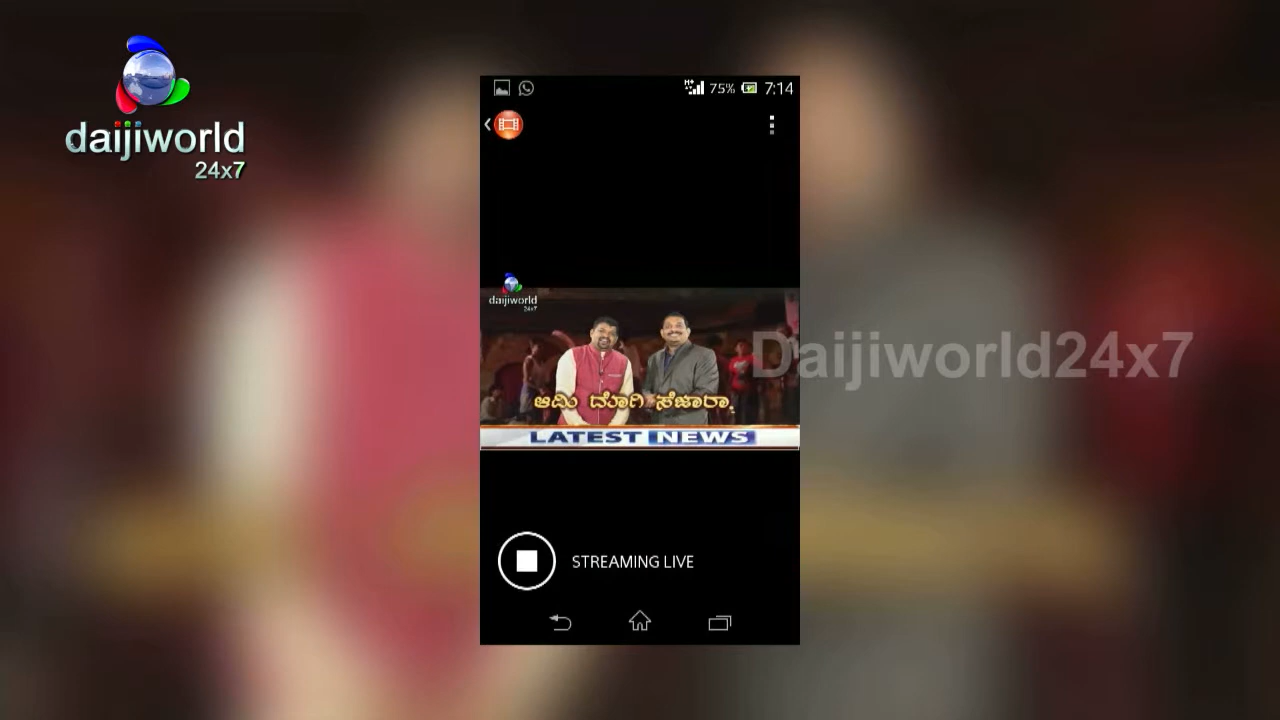 daijiworld
24x7
75% 7:14
daijiworld
24x7
Daijiworld24x7
ಆಮಿ ದೊಗಿ ಸೆಜಾರಾ.
LATEST NEWS
STREAMING LIVE